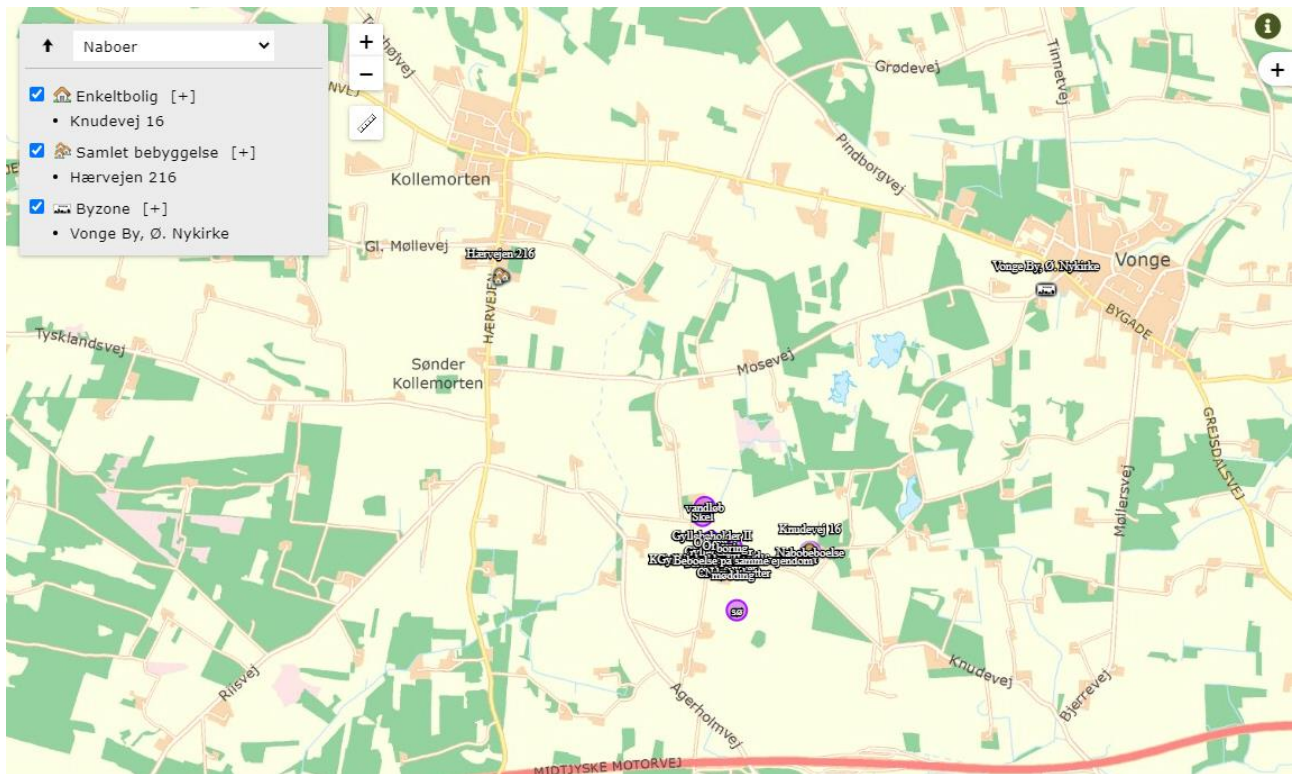 Naboer
Enkeltbolig [+]
• Knudevej 16
Samlet bebyggelse [+]
• Hærvejen 216
Byzone [+]
• Vonge By, Ø. Nykirke
+
−
i
+
Grødevej
Tinnetvej
Pindborgvej
Kollemorten
Gl. Møllevej
Hærvejen 216
HÆRVEJEN
Vonge By, Ø. Nykirke
Vonge
BYGADE
Tysklandsvej
Sønder
Kollemorten
Mosevej
GREJSDALSVEJ
Møllersvej
vandløb
Skel
Knudevej 16
Gyllebeholder II
boring
Nabobeboelse
Beboelse på samme ejendom
mødding
sø
Knudevej
Riisvej
Agerholmvej
Bjerrevej
MIDTJYSKE MOTORVEJ